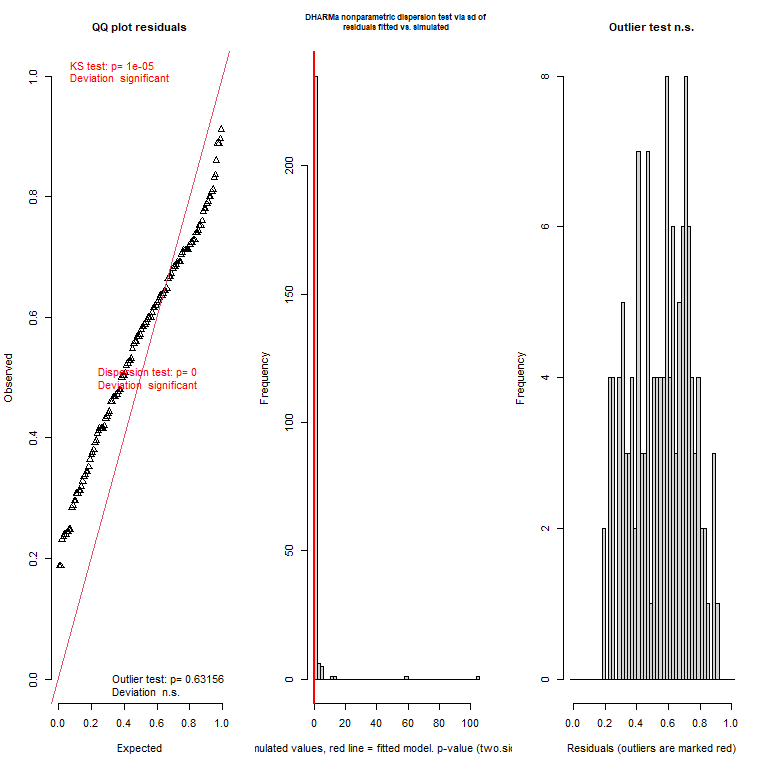 QQ plot residuals
KS test: p= 1e-05
Deviation significant
Dispersion test: p= 0
Deviation significant
Outlier test: p= 0.63156
Deviation n.s.
Observed
0.0
0.2
0.4
0.6
0.8
1.0
0.0 0.2 0.4 0.6 0.8 1.0
Expected
DHARMa nonparametric dispersion test via sd of
residuals fitted vs. simulated
Frequency
0
50
100
150
200
0 20 40 60 80 100
mulated values, red line = fitted model. p-value (two.si
Outlier test n.s.
Frequency
0
2
4
6
8
0.0 0.2 0.4 0.6 0.8 1.0
Residuals (outliers are marked red)